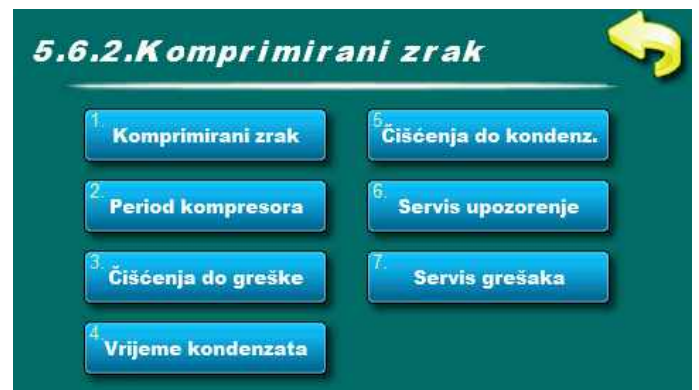 5.6.2.Komprimirani zrak
1. Komprimirani zrak
2. Period kompresora
3. Čišćenja do greške
4. Vrijeme kondenzata
5. Čišćenja do kondenz.
6. Servis upozorenje
7. Servis grešaka